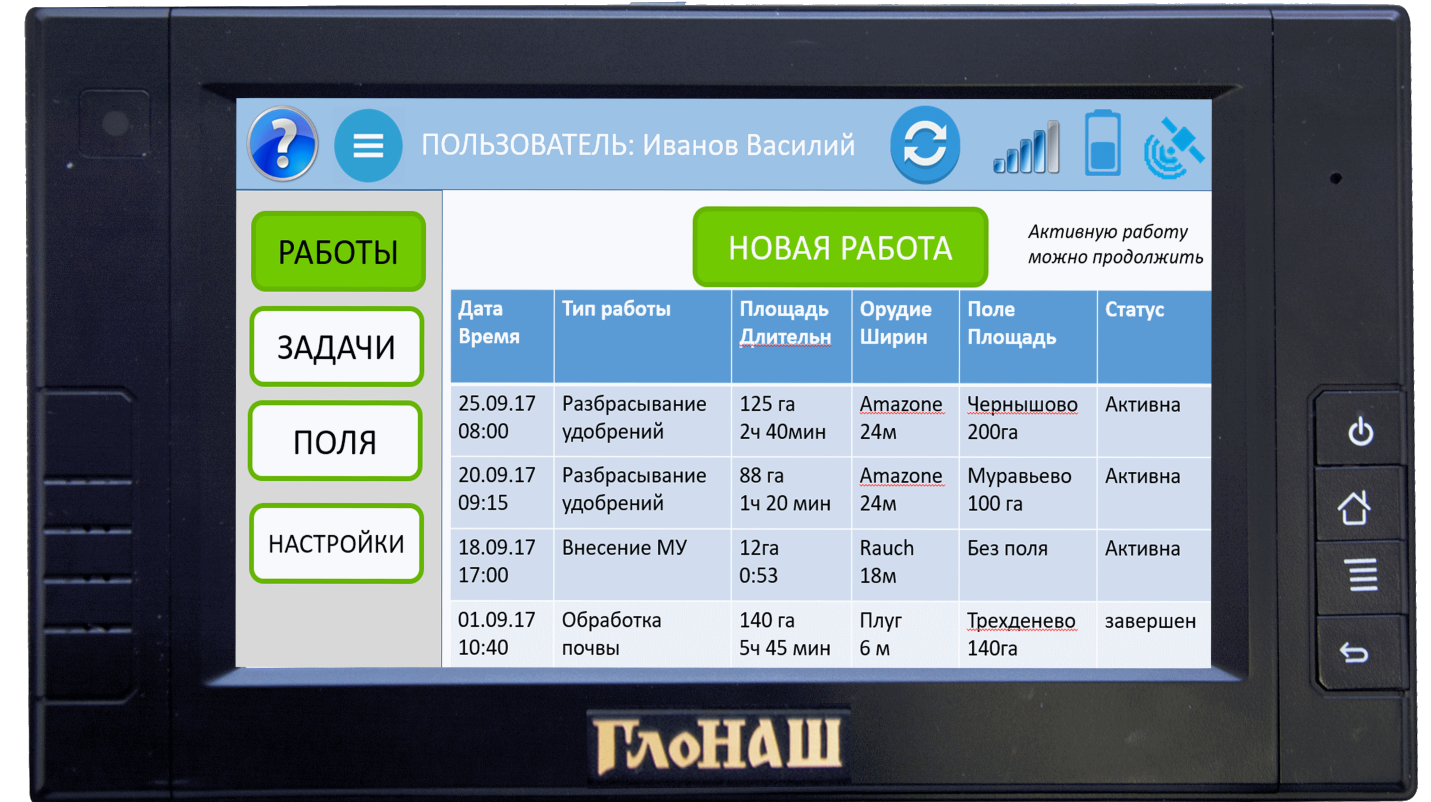 ?
ПОЛЬЗОВАТЕЛЬ: Иванов Василий
РАБОТЫ
ЗАДАЧИ
ПОЛЯ
НАСТРОЙКИ
НОВАЯ РАБОТА
Активную работу
можно продолжить
Дата
Время
Тип работы
Площадь
Длительн
Орудие
Ширин
Поле
Площадь
Статус
25.09.17
08:00
Разбрасывание
удобрений
125 га
2ч 40мин
Amazone
24м
Чернышово
200га
Активна
20.09.17
09:15
Разбрасывание
удобрений
88 га
1ч 20 мин
Amazone
24м
Муравьево
100 га
Активна
18.09.17
17:00
Внесение МУ
12га
0:53
Rauch
18м
Без поля
Активна
01.09.17
10:40
Обработка
почвы
140 га
5ч 45 мин
Плуг
6 м
Трехденево
140га
завершен
ГлоНАШ